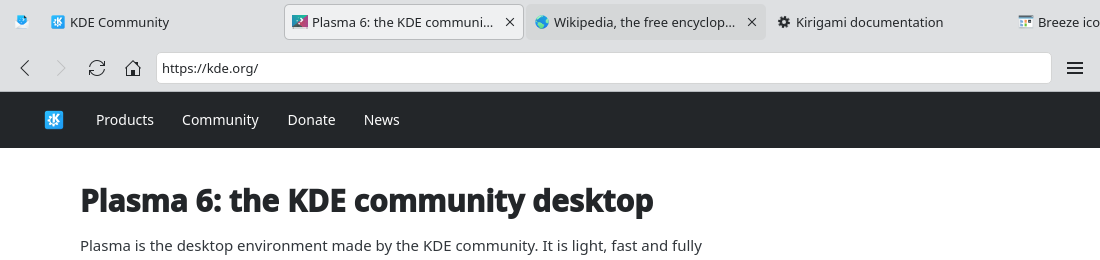 KDE Community
Plasma 6: the KDE communi...
Wikipedia, the free encyclop...
Kirigami documentation
Breeze ico
https://kde.org/
Products Community Donate News
Plasma 6: the KDE community desktop
Plasma is the desktop environment made by the KDE community. It is light, fast and fully